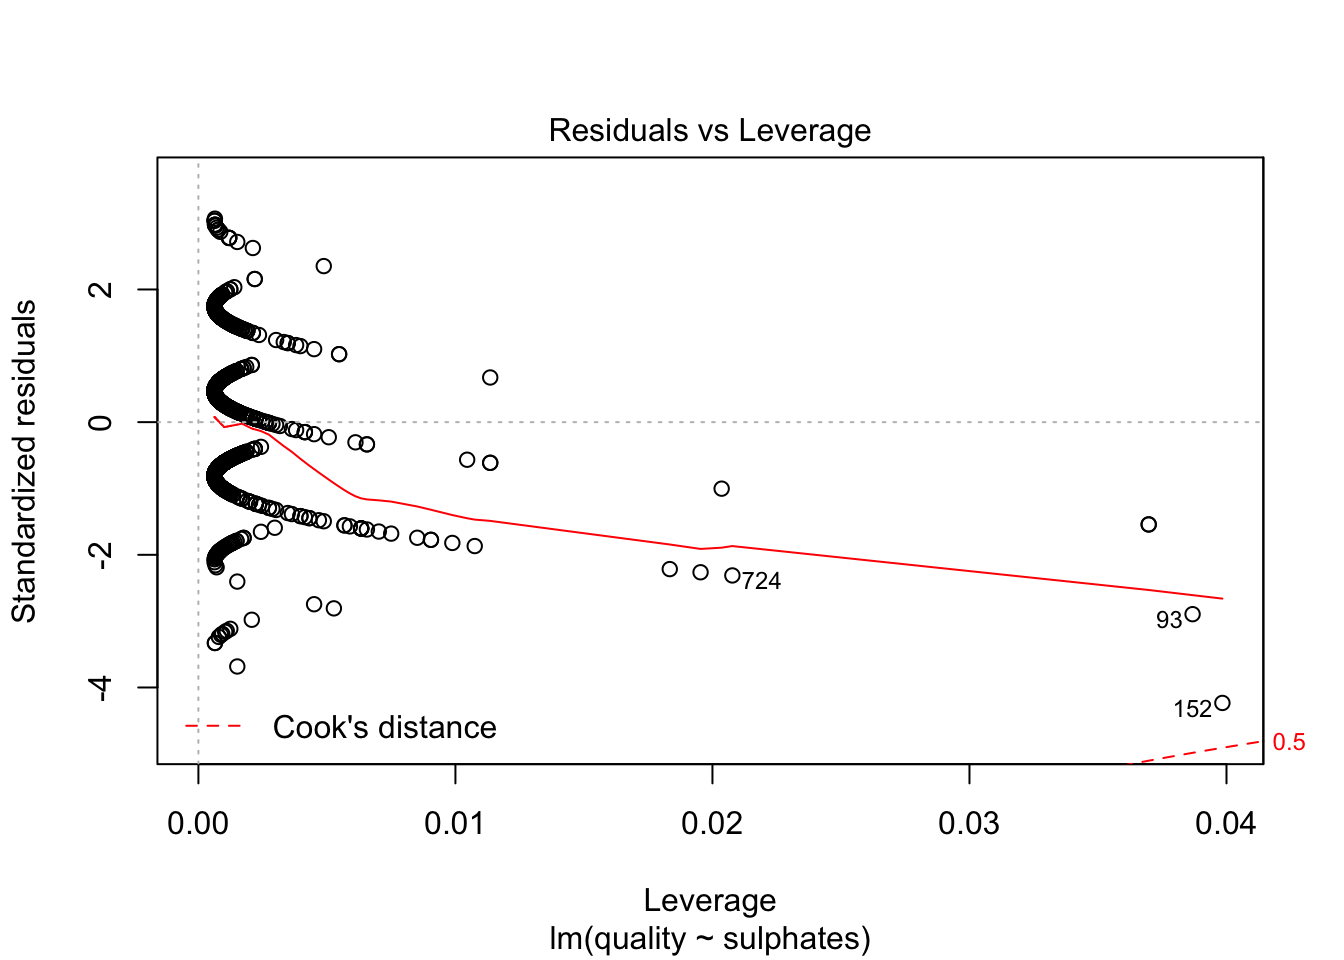 Residuals vs Leverage
Standardized residuals
2
0
-2
-4
724
93
152
Cook's distance
0.5
0.00 0.01 0.02 0.03 0.04
Leverage
lm(quality ~ sulphates)